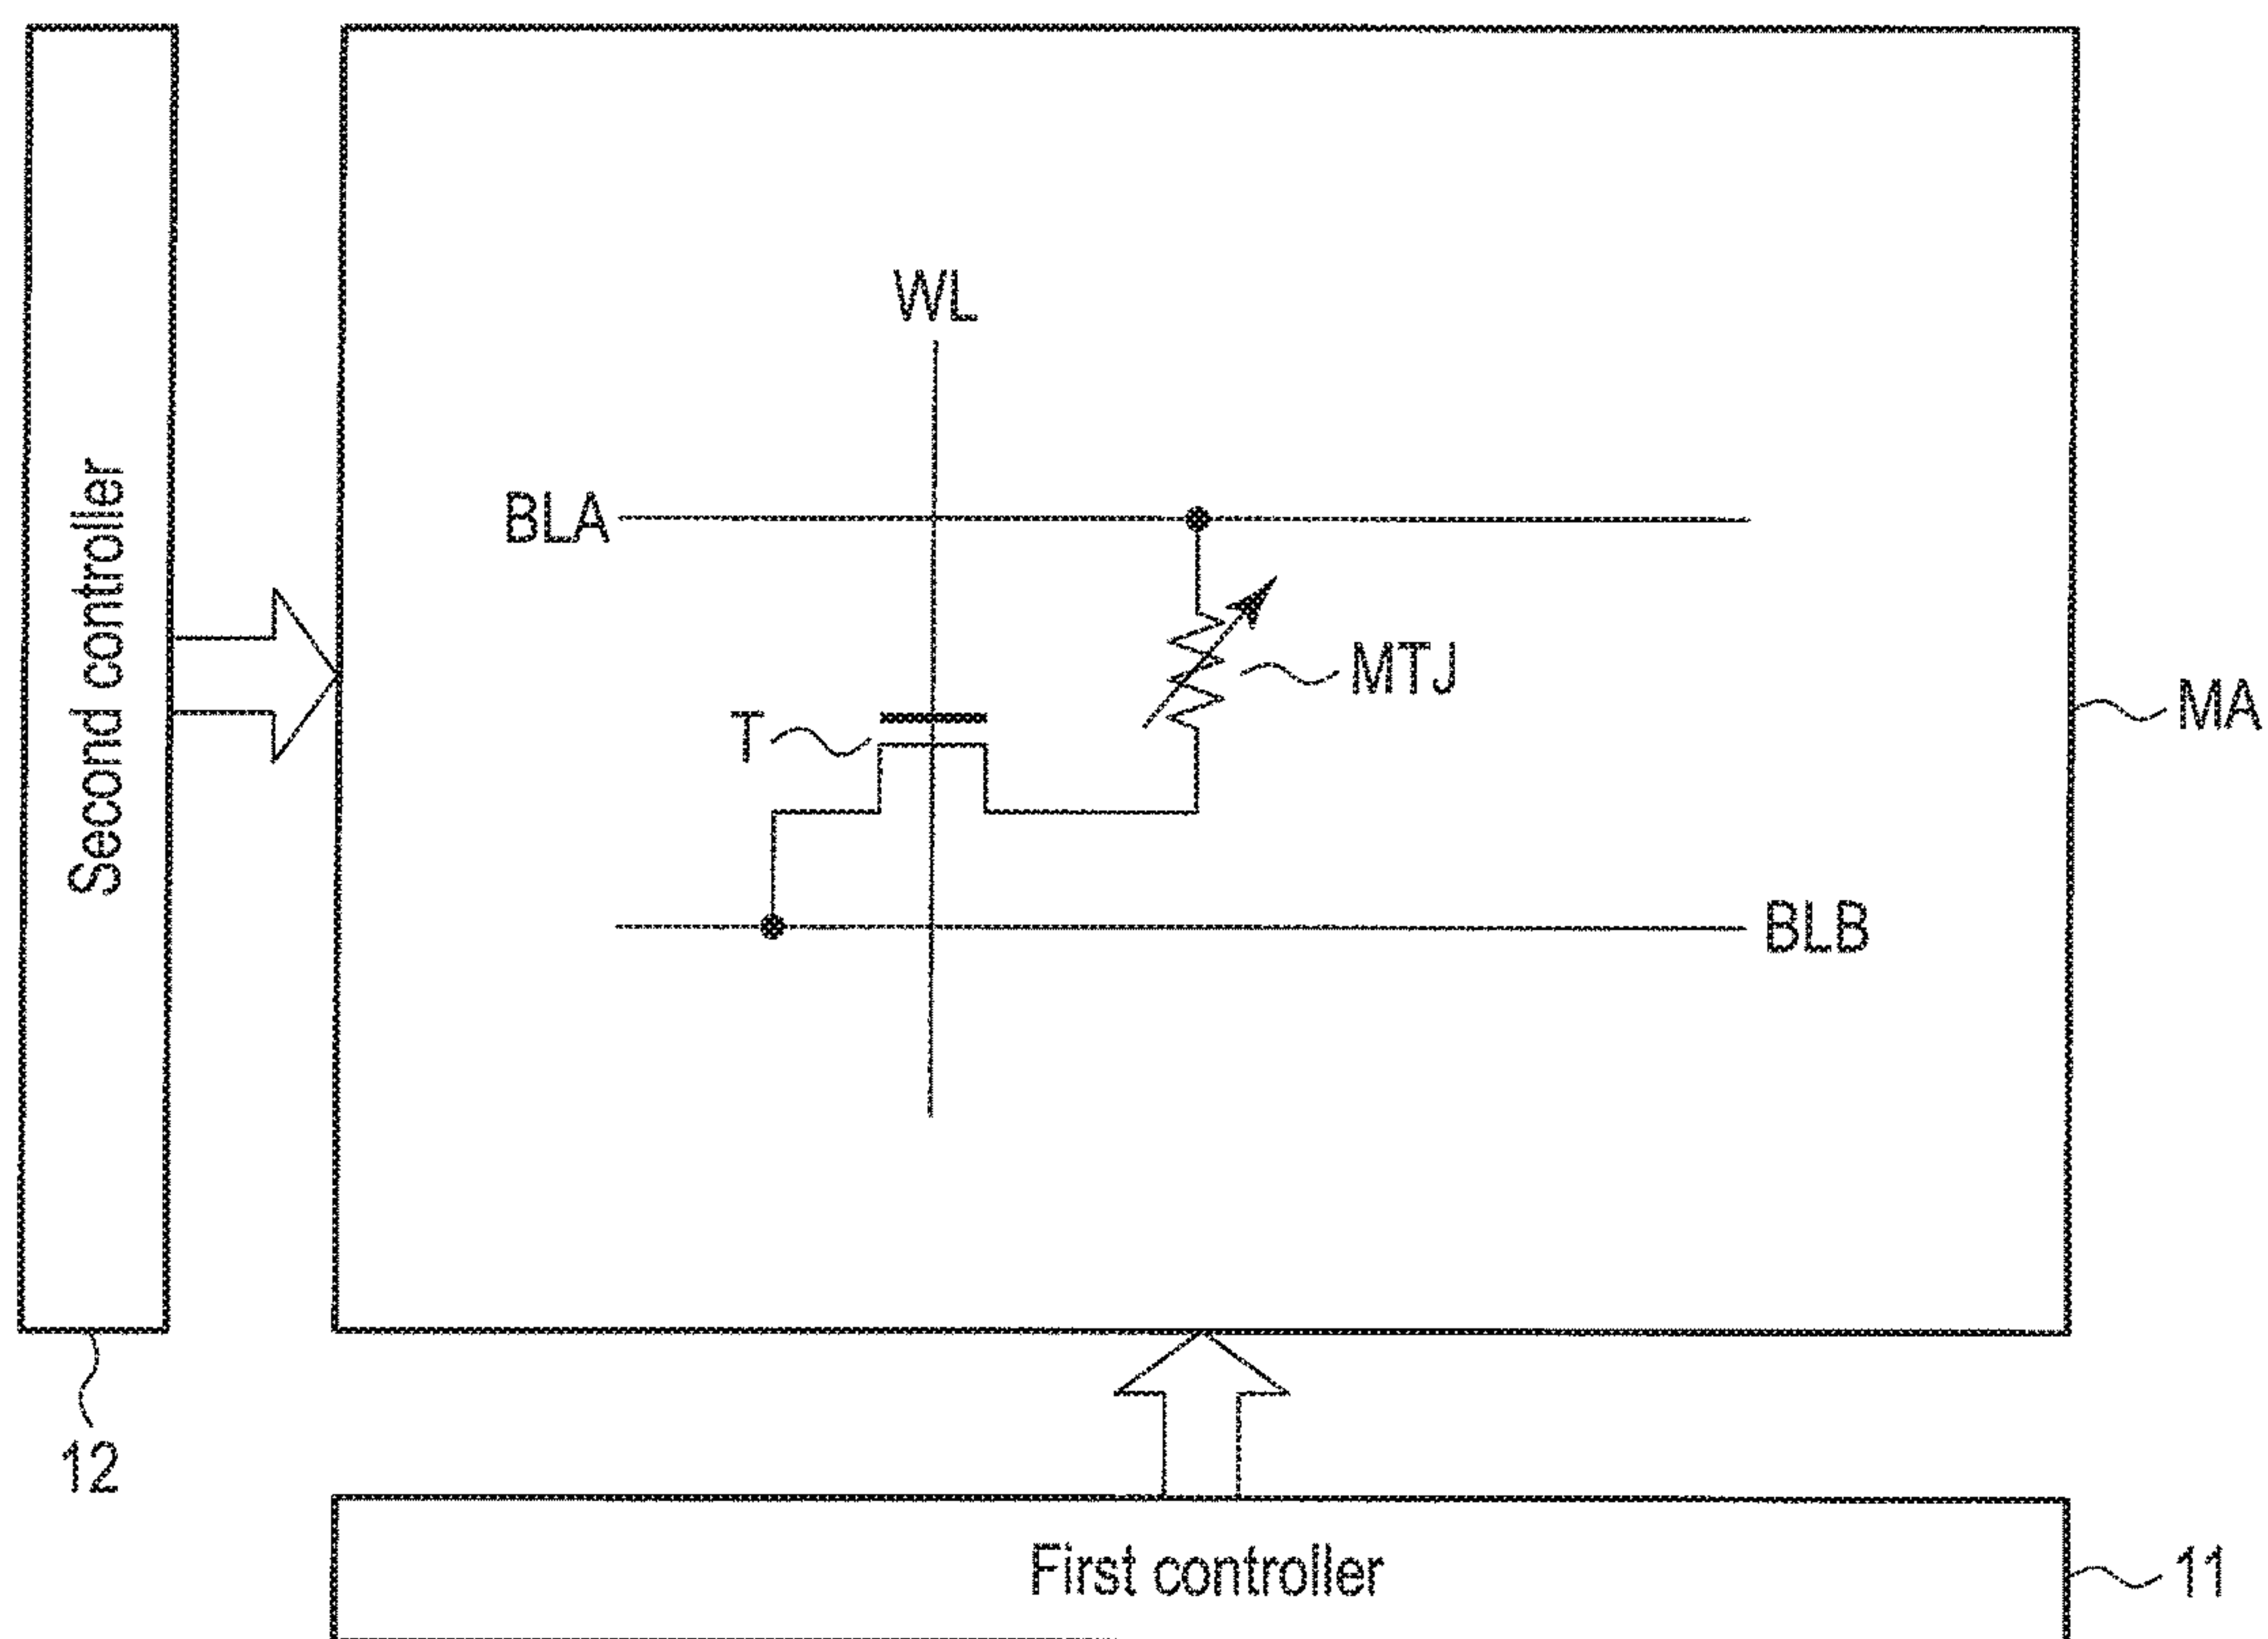 WL
BLA
Second controller
MTJ
MA
T
BLB
12
First controller
11